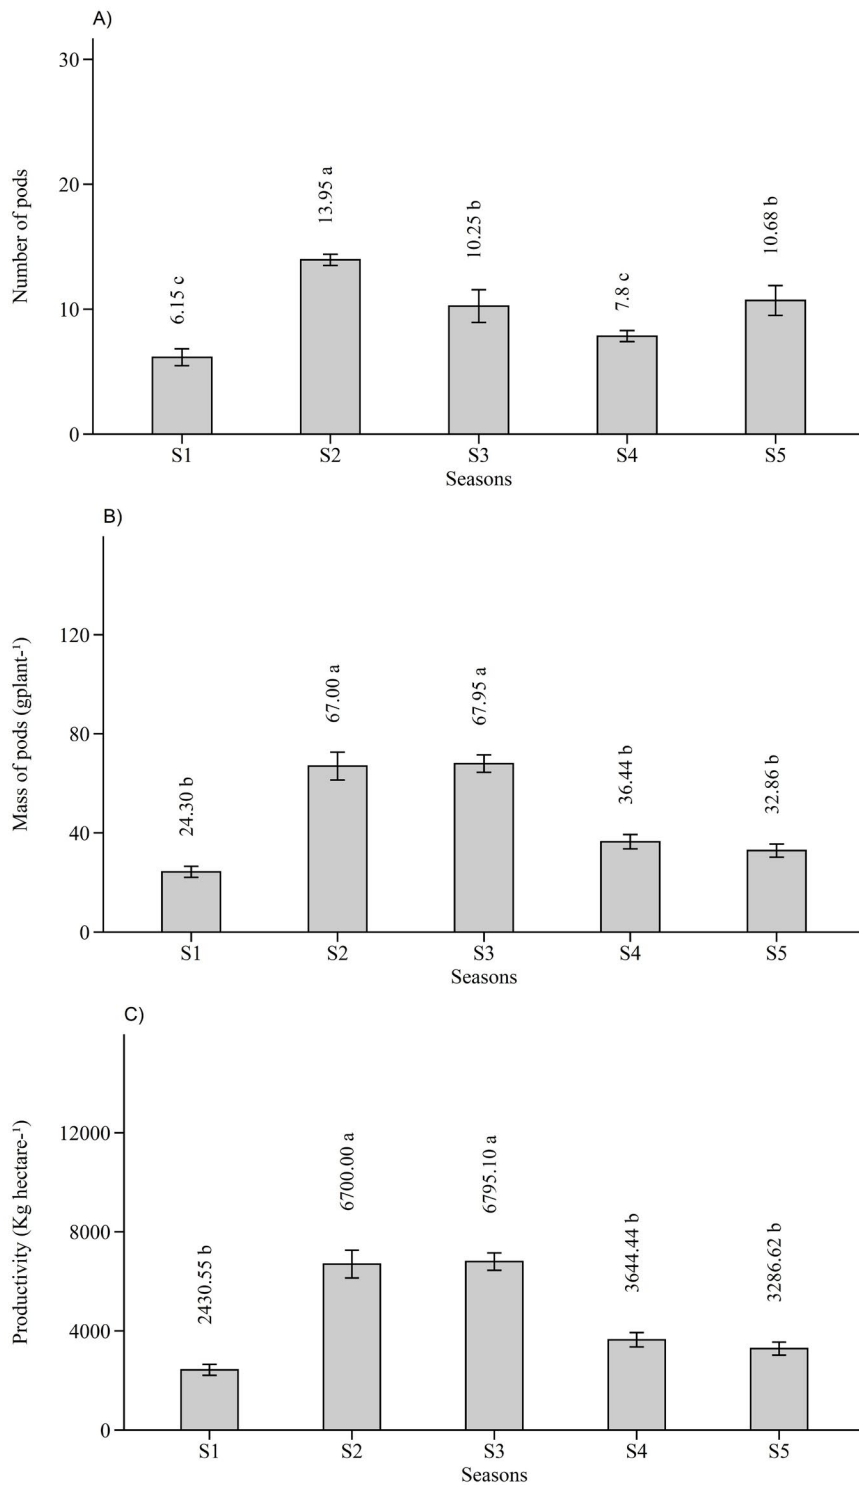 A)
Number of pods
30
20
10
0
6.15 c
13.95 a
10.25 b
7.8 c
10.68 b
S1 S2 S3 S4 S5
Seasons
B)
Mass of pods (gplant-¹)
120
80
40
0
24.30 b
67.00 a
67.95 a
36.44 b
32.86 b
S1 S2 S3 S4 S5
Seasons
C)
Productivity (Kg hectare-¹)
12000
8000
4000
0
2430.55 b
6700.00 a
6795.10 a
3644.44 b
3286.62 b
S1 S2 S3 S4 S5
Seasons